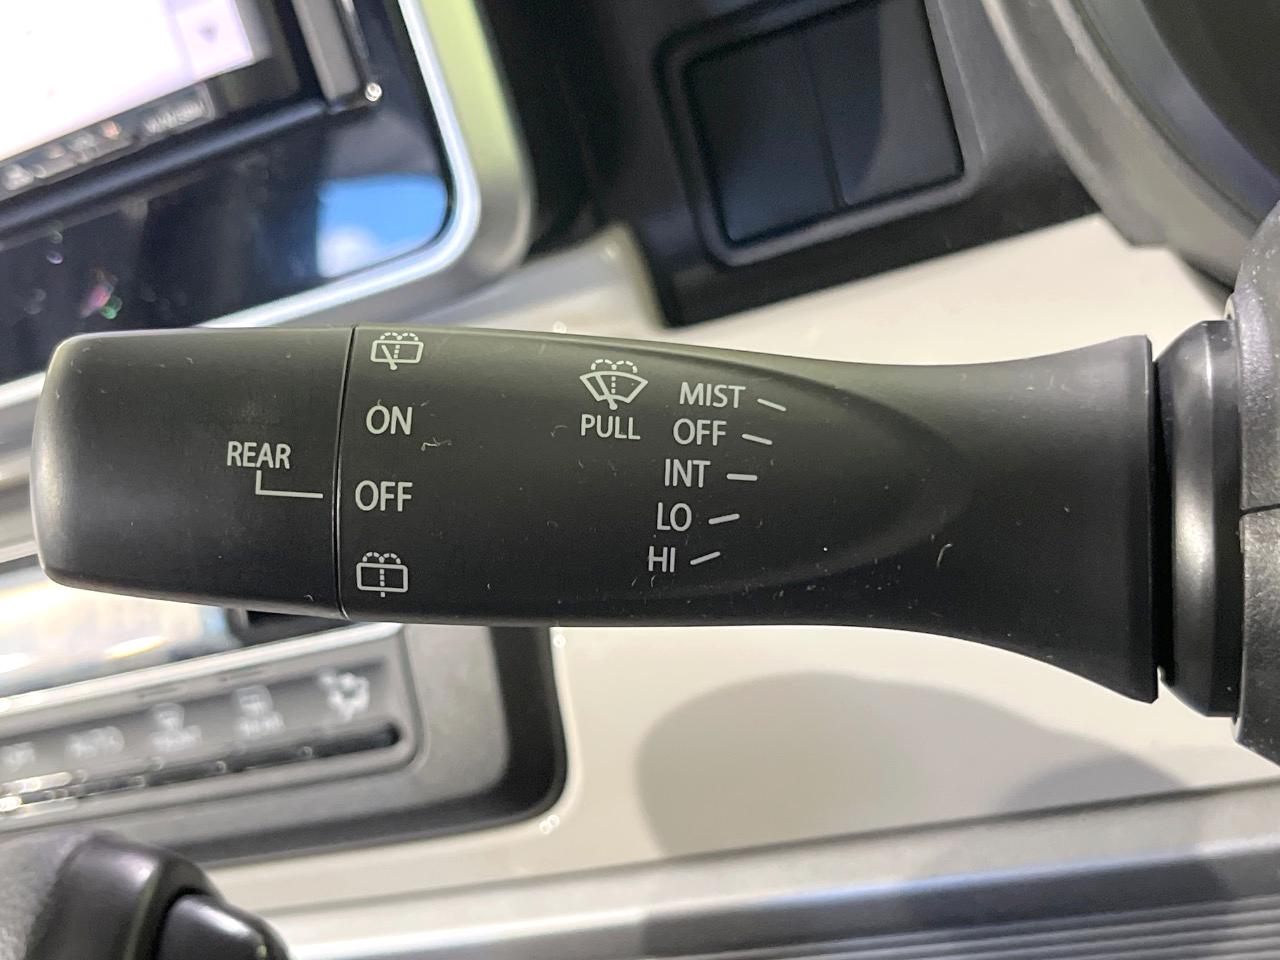 MIST
ON
PULL
OFF
REAR
INT
OFF
LO
HI